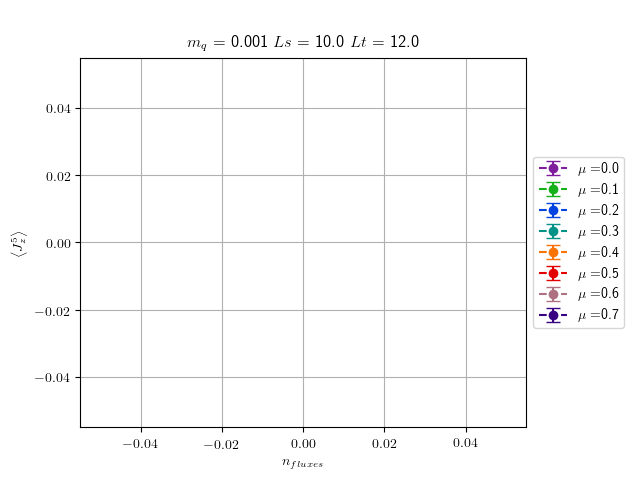 m_q = 0.001 Ls = 10.0 Lt = 12.0
⟨J_z^5⟩
0.04
0.02
0.00
−0.02
−0.04
−0.04
−0.02
0.00
0.02
0.04
n_{fluxes}
μ =0.0
μ =0.1
μ =0.2
μ =0.3
μ =0.4
μ =0.5
μ =0.6
μ =0.7